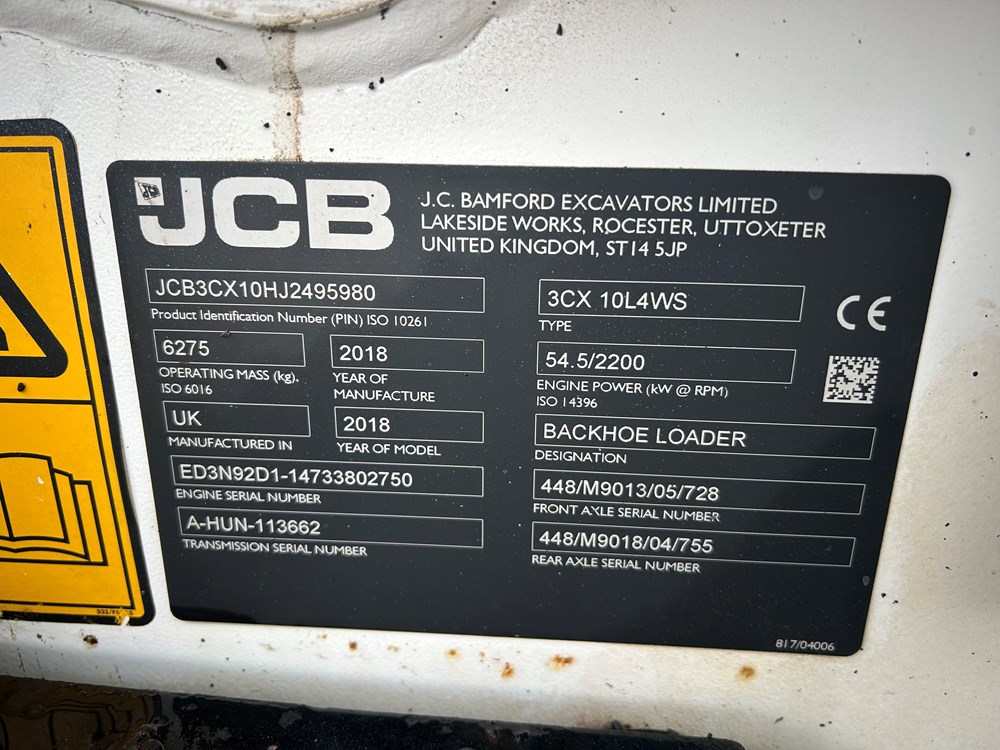 JCB
J.C. BAMFORD EXCAVATORS LIMITED
LAKESIDE WORKS, ROCESTER, UTTOXETER
UNITED KINGDOM, ST14 5JP
JCB3CX10HJ2495980
Product Identification Number (PIN) ISO 10261
3CX 10L4WS
TYPE
CE
6275
OPERATING MASS (kg).
ISO 6016
2018
YEAR OF
MANUFACTURE
54.5/2200
ENGINE POWER (kW @ RPM)
ISO 14396
UK
MANUFACTURED IN
2018
YEAR OF MODEL
BACKHOE LOADER
DESIGNATION
ED3N92D1-14733802750
ENGINE SERIAL NUMBER
448/M9013/05/728
FRONT AXLE SERIAL NUMBER
A-HUN-113662
TRANSMISSION SERIAL NUMBER
448/M9018/04/755
REAR AXLE SERIAL NUMBER
817/04006